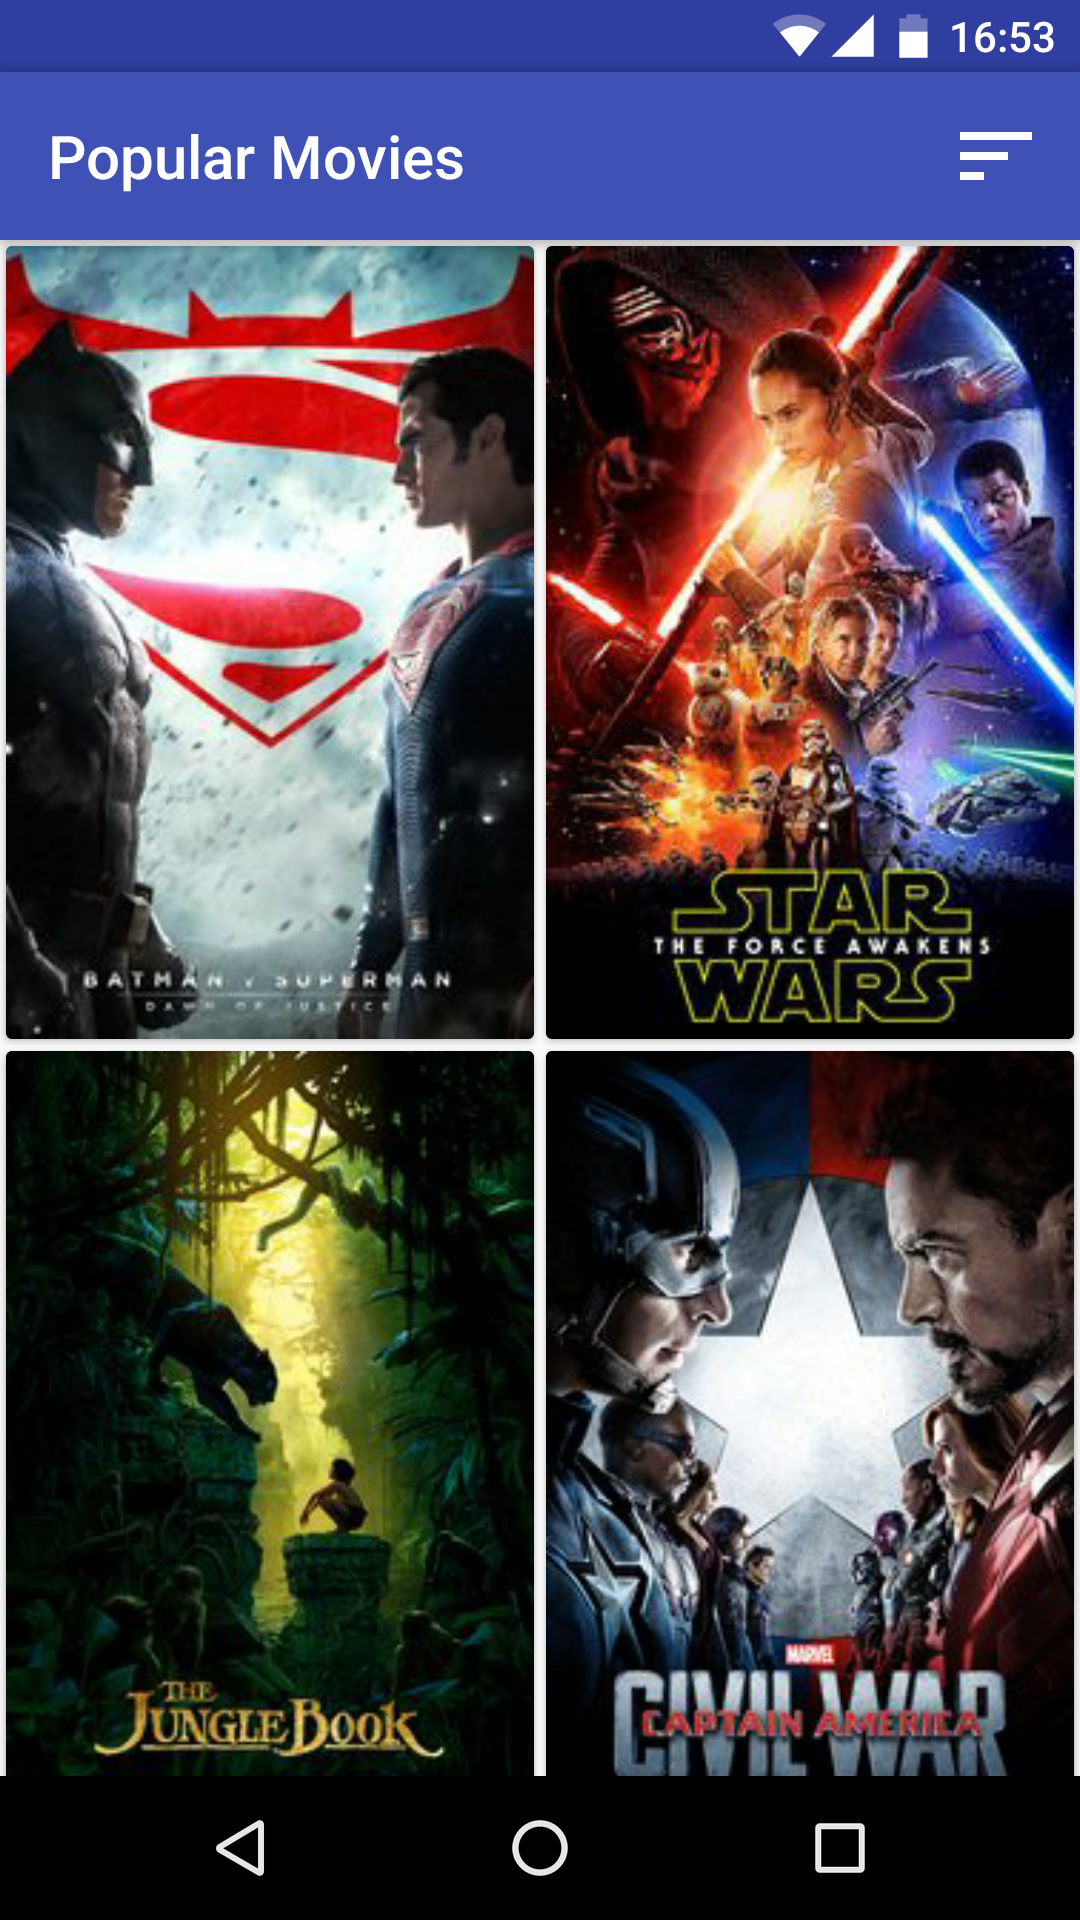 16:53
Popular Movies
BATMAN v SUPERMAN
DAWN OF JUSTICE
STAR
THE FORCE AWAKENS
WARS
THE
JUNGLE BOOK
MARVEL
CIVIL WAR
CAPTAIN AMERICA